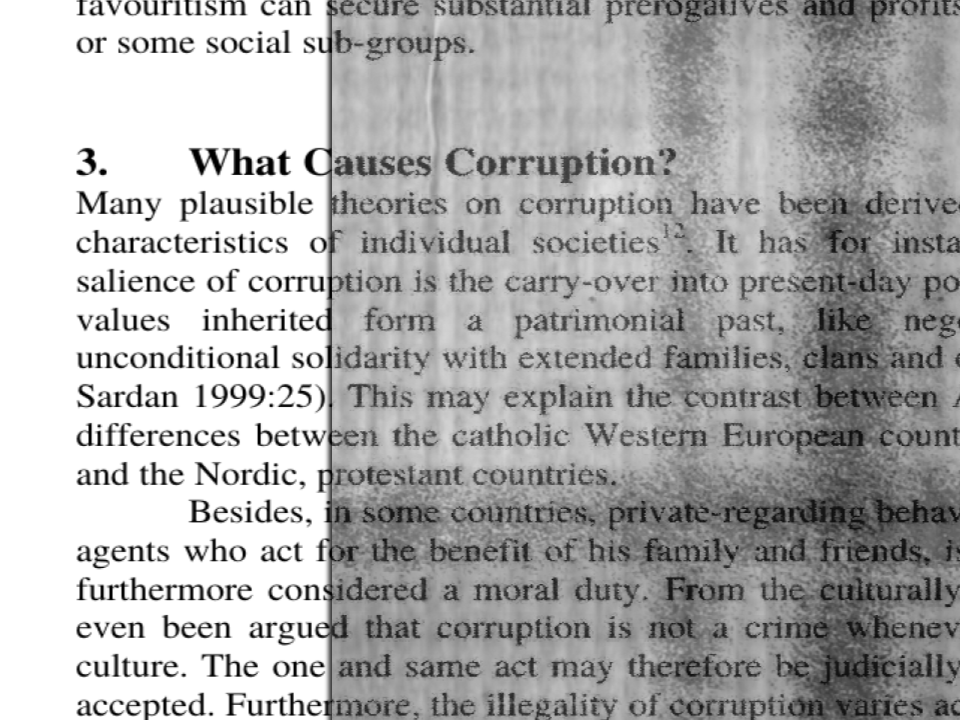 favouritism can secure substantial prerogatives and profits
or some social sub-groups.
3. What Causes Corruption?
Many plausible theories on corruption have been derive
characteristics of individual societies12. It has for insta
salience of corruption is the carry-over into present-day po
values inherited form a patrimonial past, like neg
unconditional solidarity with extended families, clans and
Sardan 1999:25). This may explain the contrast between
differences between the catholic Western European count
and the Nordic, protestant countries.
Besides, in some countries, private-regarding behav
agents who act for the benefit of his family and friends, is
furthermore considered a moral duty. From the culturally
even been argued that corruption is not a crime whenev
culture. The one and same act may therefore be judicially
accepted. Furthermore, the illegality of corruption varies ac